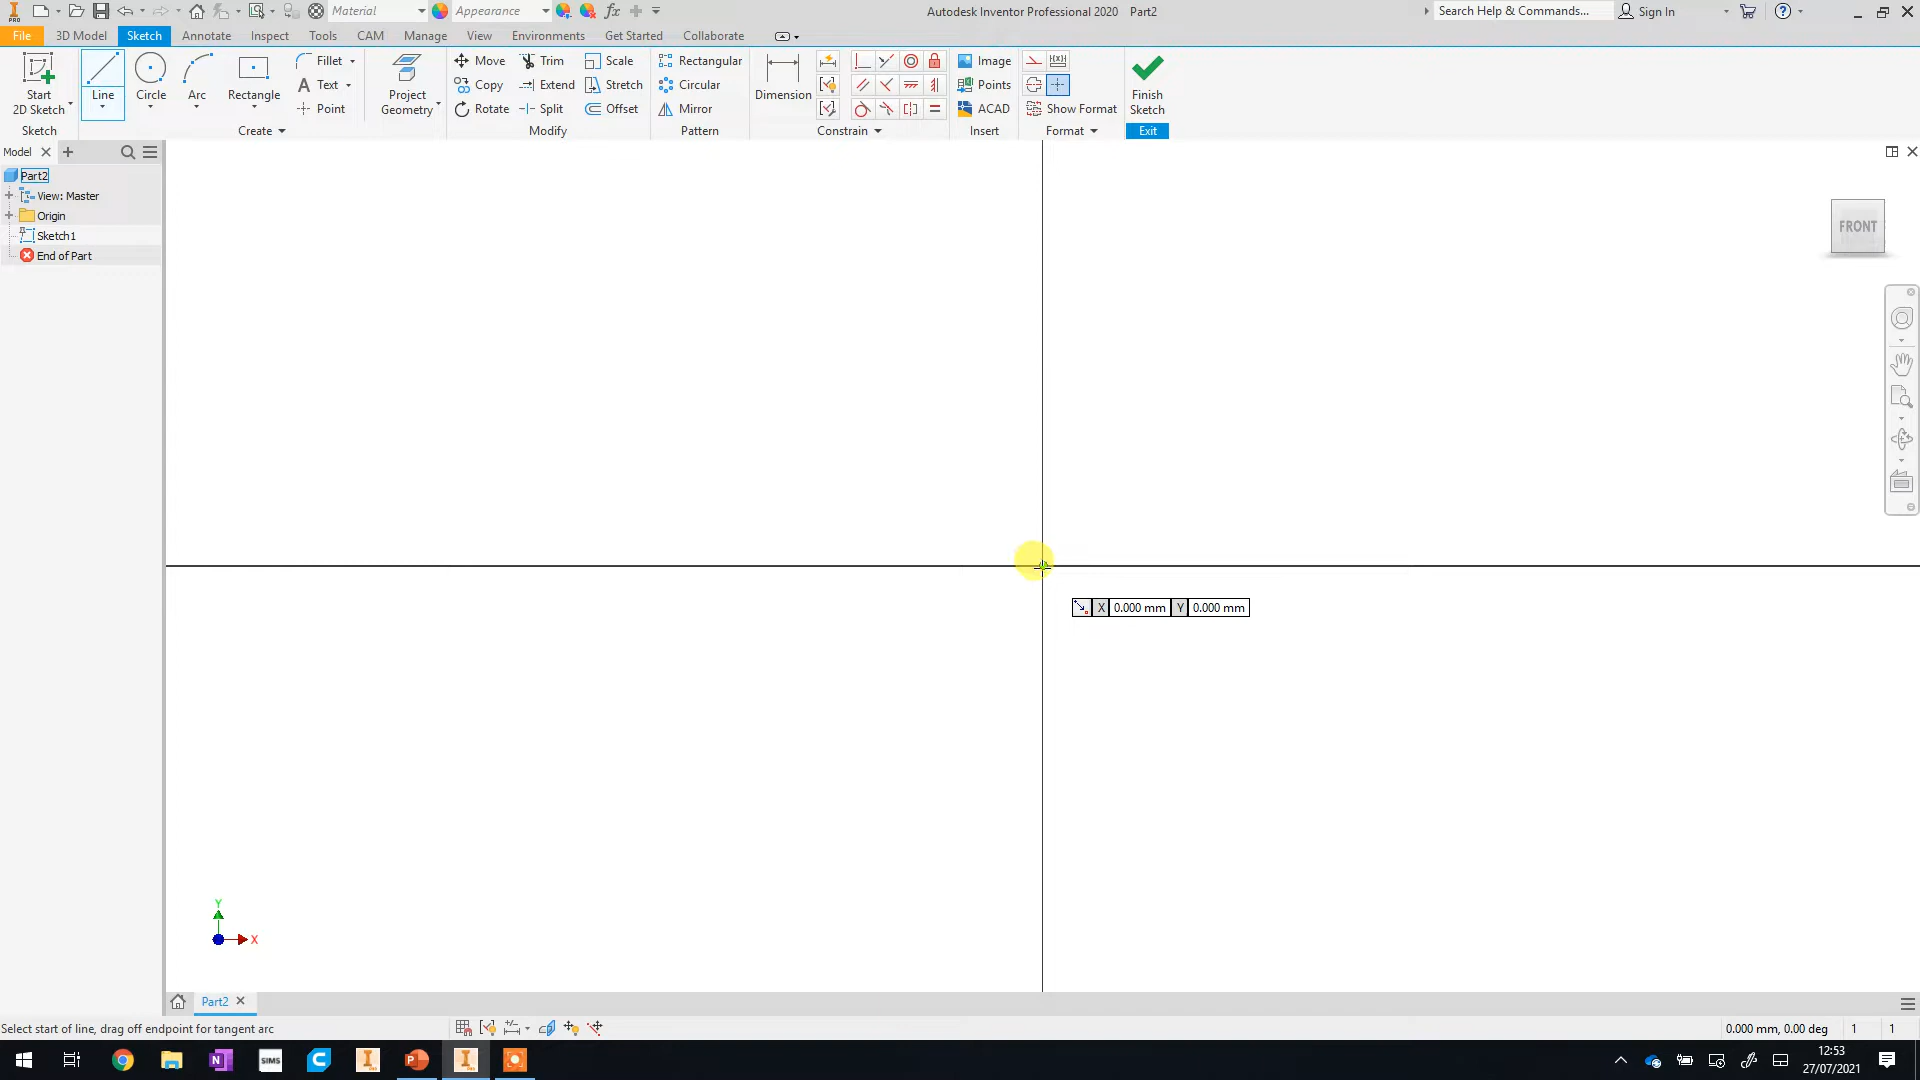 Material
Appearance
Autodesk Inventor Professional 2020 Part2
Search Help & Commands...
Sign In
File 3D Model Sketch Annotate Inspect Tools CAM Manage View Environments Get Started Collaborate
Start
2D Sketch
Line
Circle
Arc
Rectangle
Fillet
Text
Point
Project
Geometry
Move
Copy
Rotate
Trim
Extend
Split
Scale
Stretch
Offset
Rectangular
Circular
Mirror
Dimension
Image
Points
ACAD
Show Format
Finish
Sketch
Sketch Create Modify Pattern Constrain Insert Format Exit
Model
Part2
View: Master
Origin
Sketch1
End of Part
FRONT
X 0.000 mm Y 0.000 mm
Y
X
Part2
Select start of line, drag off endpoint for tangent arc
0.000 mm, 0.00 deg 1 1
SIMS
12:53
27/07/2021